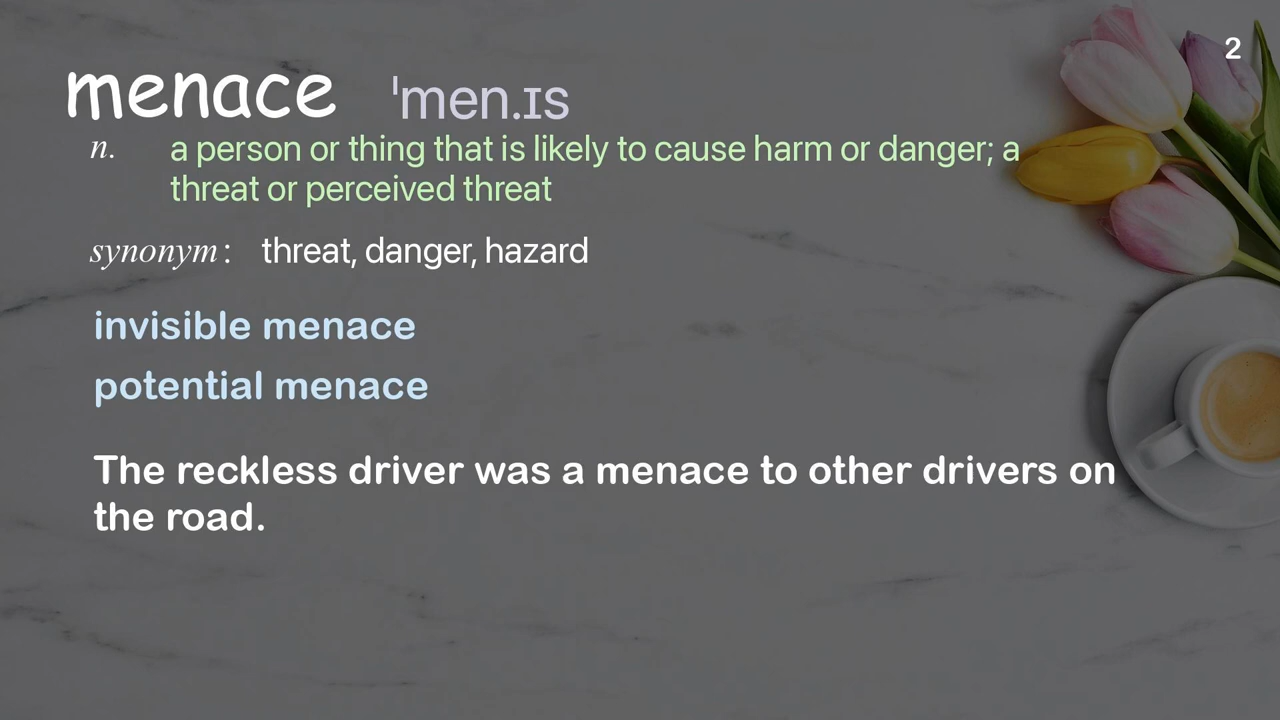 2
menace ˈmen.ɪs
n. a person or thing that is likely to cause harm or danger; a
threat or perceived threat
synonym: threat, danger, hazard
invisible menace
potential menace
The reckless driver was a menace to other drivers on
the road.